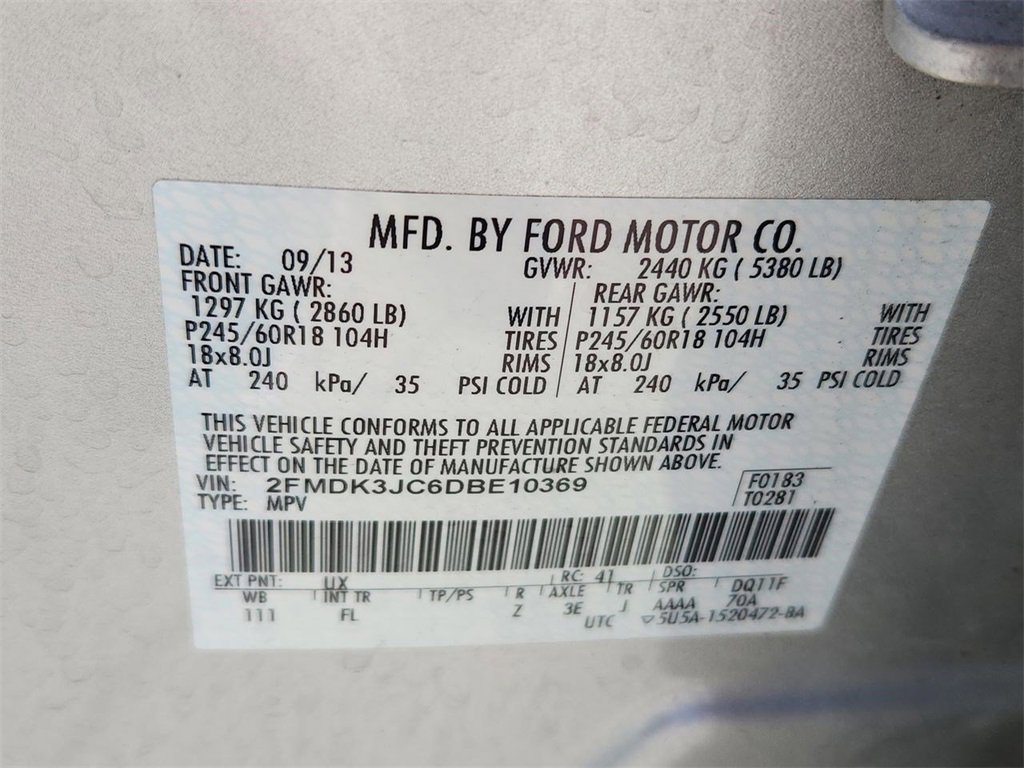 MFD. BY FORD MOTOR CO.
DATE: 09/13 GVWR: 2440 KG ( 5380 LB)
FRONT GAWR: REAR GAWR:
1297 KG ( 2860 LB) WITH 1157 KG ( 2550 LB) WITH
P245/60R18 104H TIRES P245/60R18 104H TIRES
18x8.0J RIMS 18x8.0J RIMS
AT 240 kPa/ 35 PSI COLD AT 240 kPa/ 35 PSI COLD
THIS VEHICLE CONFORMS TO ALL APPLICABLE FEDERAL MOTOR
VEHICLE SAFETY AND THEFT PREVENTION STANDARDS IN
EFFECT ON THE DATE OF MANUFACTURE SHOWN ABOVE.
VIN: 2FMDK3JC6DBE10369 F0183
TYPE: MPV T0281
EXT PNT: UX RC: 41 DSO:
WB INT TR TP/PS R AXLE TR SPR DQ11F
111 FL Z 3E J AAAA 70A
UTC ▽5U5A-1520472-BA